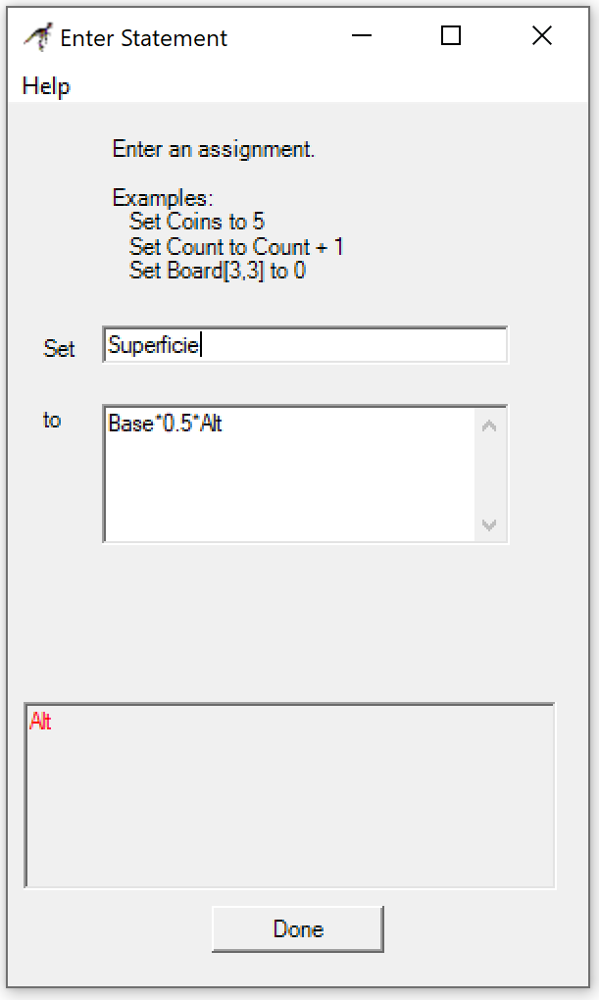 Enter Statement
Help
Enter an assignment.
Examples:
Set Coins to 5
Set Count to Count + 1
Set Board[3,3] to 0
Set
Superficie
to
Base*0.5*Alt
Alt
Done